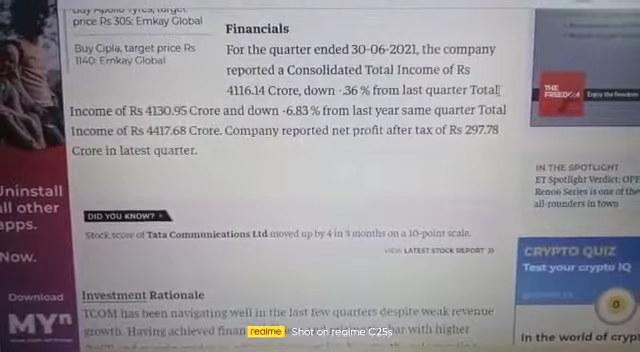 price Rs 305: Emkay Global
Buy Cipla, target price Rs
1140: Emkay Global
Financials
For the quarter ended 30-06-2021, the company
reported a Consolidated Total Income of Rs
4116.14 Crore, down -.36 % from last quarter Total
Income of Rs 4130.95 Crore and down -6.83 % from last year same quarter Total
Income of Rs 4417.68 Crore. Company reported net profit after tax of Rs 297.78
Crore in latest quarter.
DID YOU KNOW?
Stock score of Tata Communications Ltd moved up by 4 in 3 months on a 10-point scale.
VIEW LATEST STOCK REPORT »
Investment Rationale
TCOM has been navigating well in the last few quarters despite weak revenue
growth. Having achieved finan
bar with higher
Uninstall
all other
apps.
Now.
Download
MYn
THE
Enjoy the freedom
IN THE SPOTLIGHT
ET Spotlight Verdict: OPP
Reno6 Series is one of the
all-rounders in town
CRYPTO QUIZ
Test your crypto IQ
0
In the world of cryp
realme Shot on realme C25s